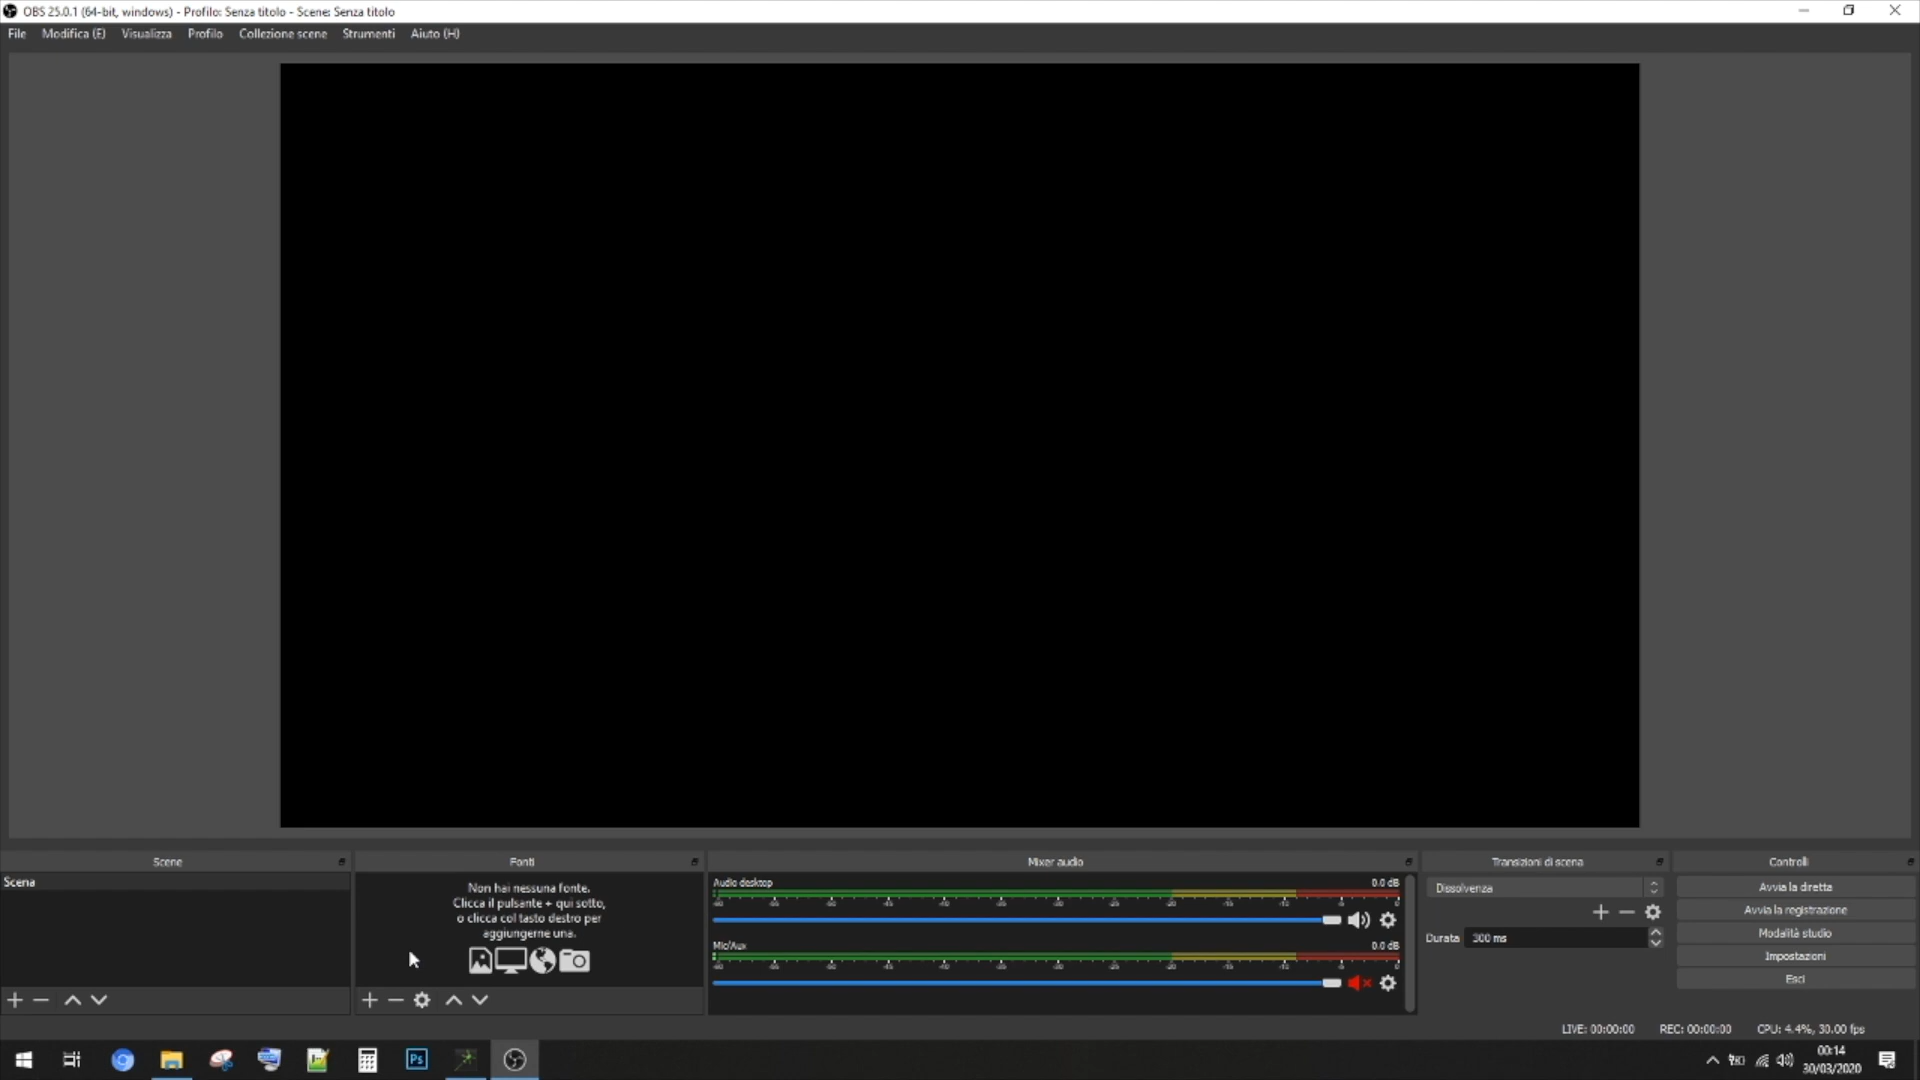 OBS 25.0.1 (64-bit, windows) - Profilo: Senza titolo - Scene: Senza titolo
File Modifica (E) Visualizza Profilo Collezione scene Strumenti Aiuto (H)
Scene
Scena
Fonti
Non hai nessuna fonte.
Clicca il pulsante + qui sotto,
o clicca col tasto destro per
aggiungerne una.
Mixer audio
Audio desktop 0.0 dB
Mic/Aux 0.0 dB
Transizioni di scena
Dissolvenza
Durata 300 ms
Controlli
Avvia la diretta
Avvia la registrazione
Modalità studio
Impostazioni
Esci
LIVE: 00:00:00 REC: 00:00:00 CPU: 4.4%, 30.00 fps
Ps
00:14
30/03/2020